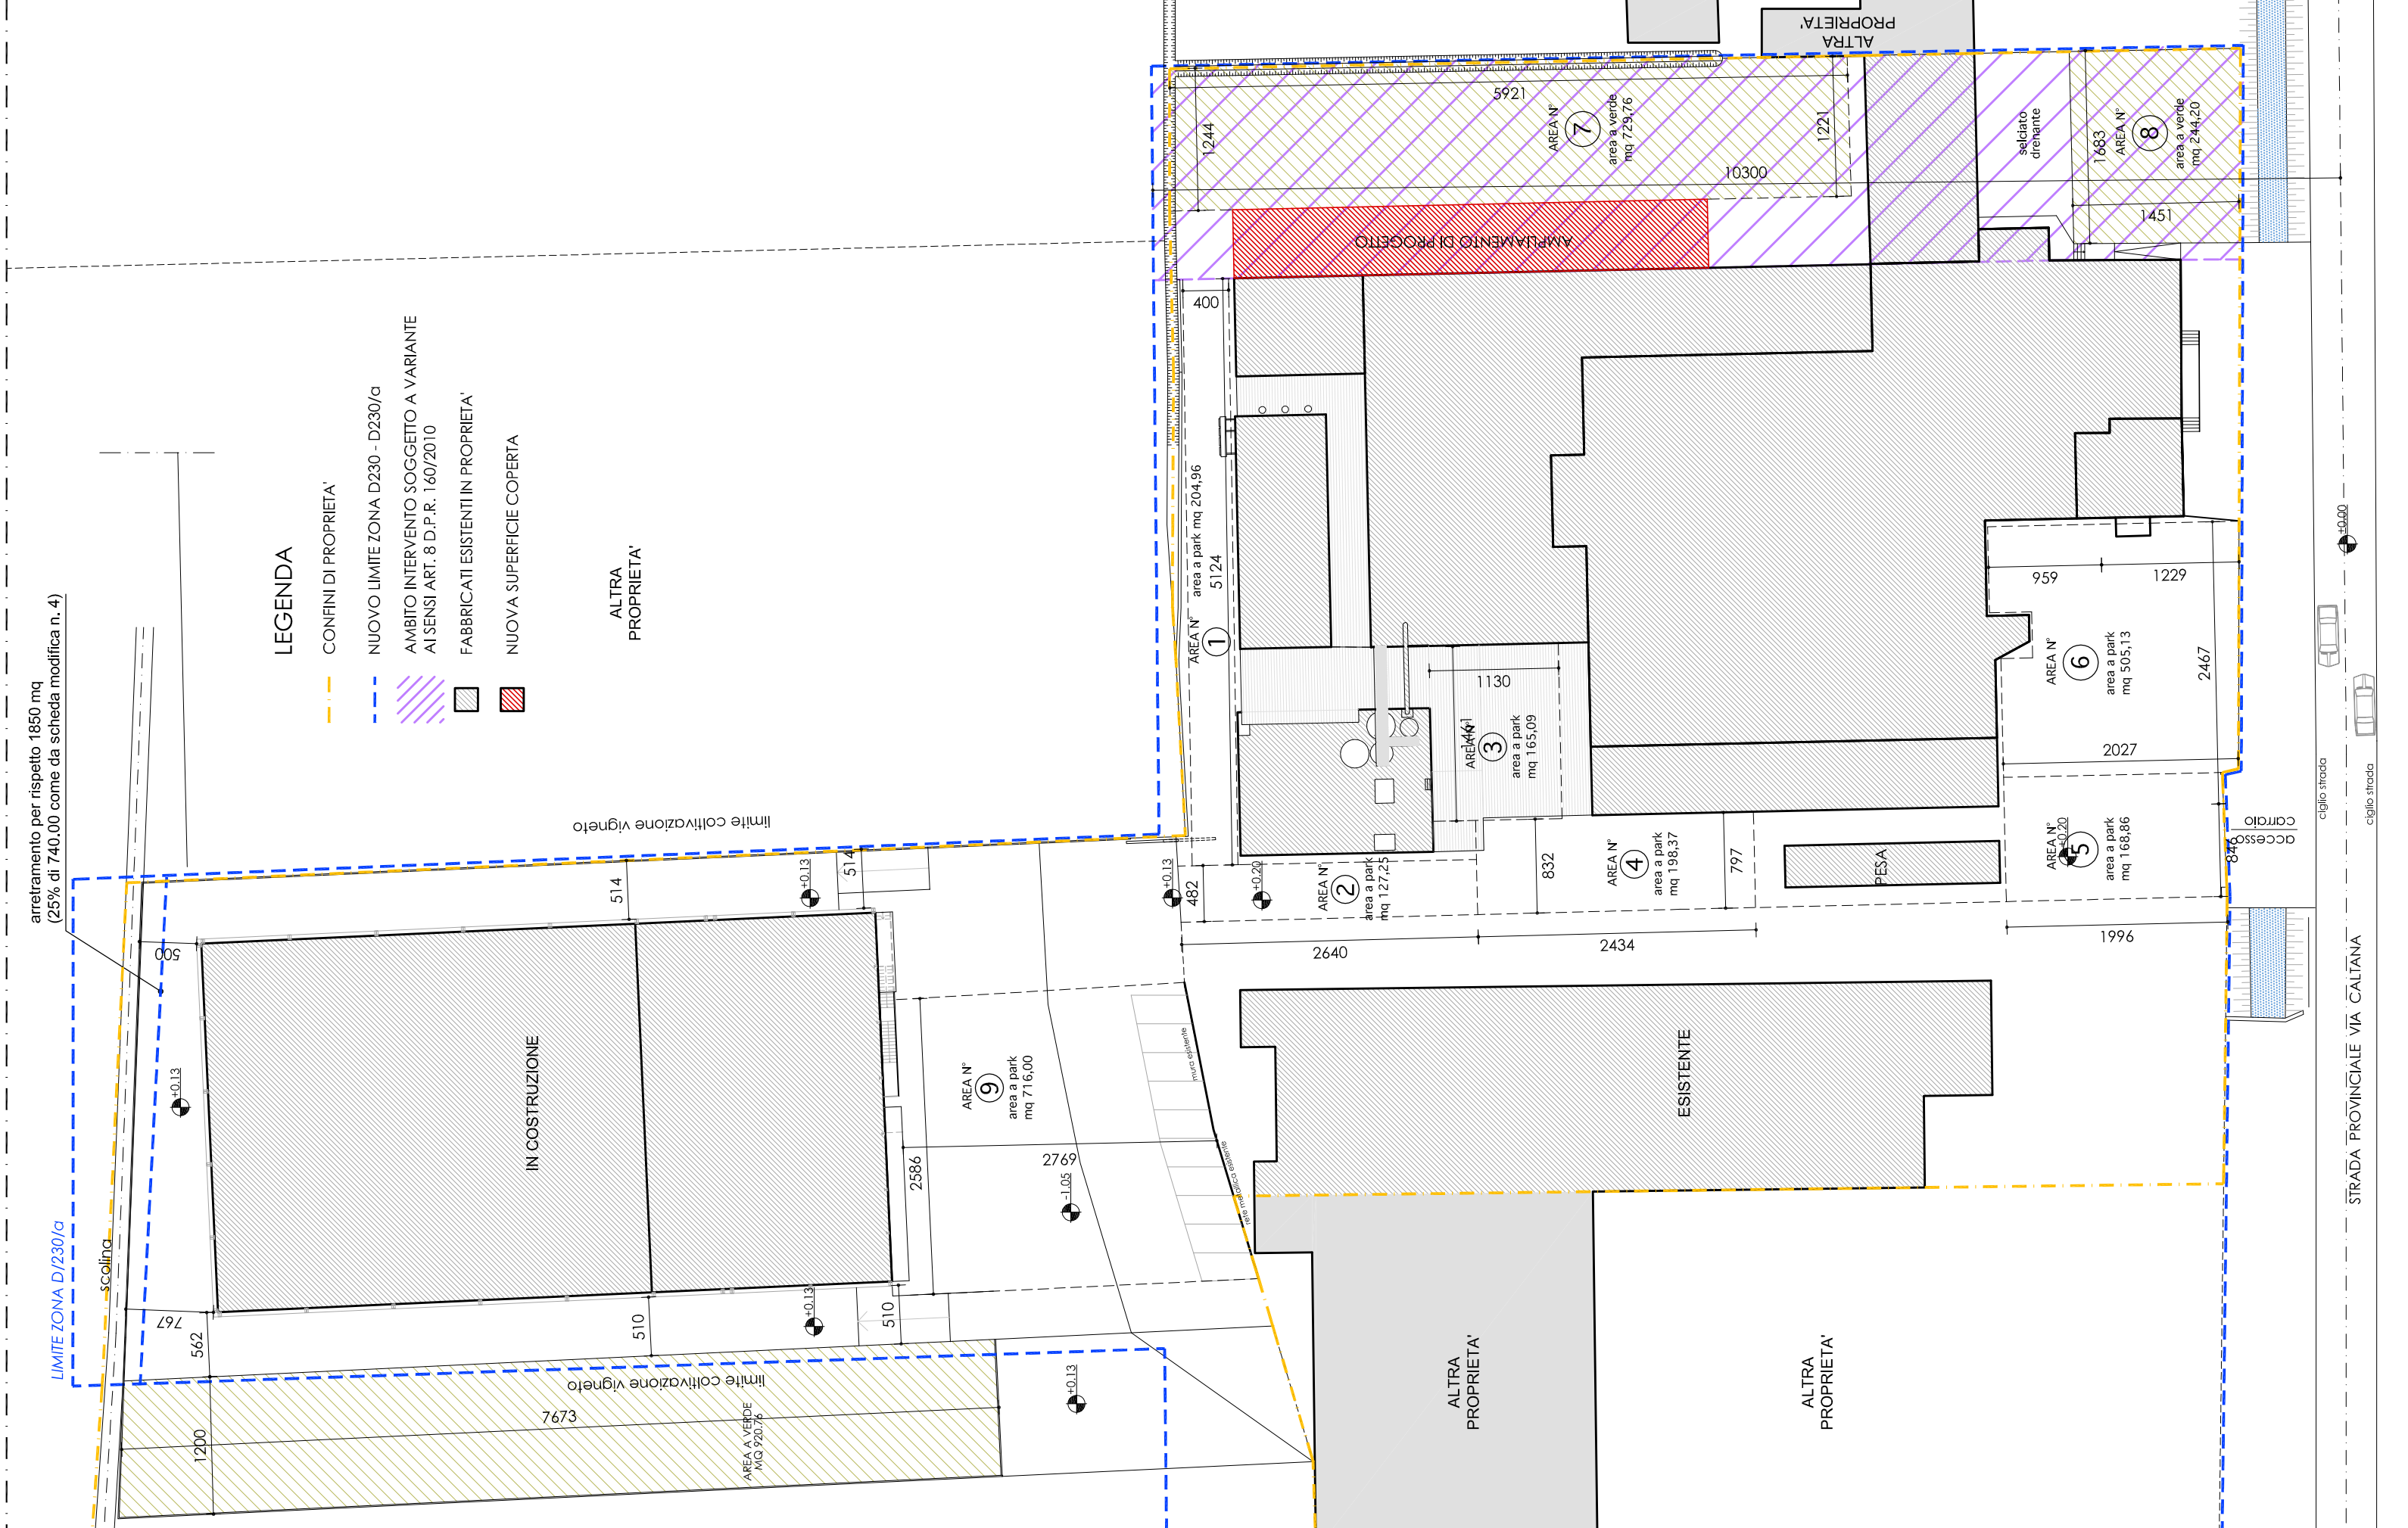 arretramento per rispetto 1850 mq
(25% di 740.00 come da scheda modifica n. 4)
LEGENDA
CONFINI DI PROPRIETA'
NUOVO LIMITE ZONA D230 - D230/a
AMBITO INTERVENTO SOGGETTO A VARIANTE
AI SENSI ART. 8 D.P.R. 160/2010
FABBRICATI ESISTENTI IN PROPRIETA'
NUOVA SUPERFICIE COPERTA
ALTRA
PROPRIETA'
limite coltivazione vigneto
LIMITE ZONA D/230/a
scolina
500
767
562
1200
+0.13
IN COSTRUZIONE
514
514
+0.13
510
510
+0.13
limite coltivazione vigneto
7673
AREA A VERDE
MQ 920.76
+0.13
AREA N°
9
area a park
mq 716,00
2586
2769
-1.05
muro esistente
rete metallica esistente
+0.13
482
+0.20
AREA N°
1
area a park mq 204,96
5124
400
1244
5921
AREA N°
7
area a verde
mq 729,76
1221
10300
AMPLIAMENTO DI PROGETTO
ALTRA
PROPRIETA'
selciato
drenante
1683
AREA N°
8
area a verde
mq 244,20
1451
AREA N°
2
area a park
mq 127,25
2640
2434
1996
1130
1461
AREA N°
3
area a park
mq 165,09
832
AREA N°
4
area a park
mq 198,37
797
PESA
AREA N°
5
area a park
mq 168,86
+0.20
846
accesso
carraio
959
1229
AREA N°
6
area a park
mq 505,13
2467
2027
ESISTENTE
ALTRA
PROPRIETA'
ALTRA
PROPRIETA'
+0.00
ciglio strada
ciglio strada
STRADA PROVINCIALE VIA CALTANA